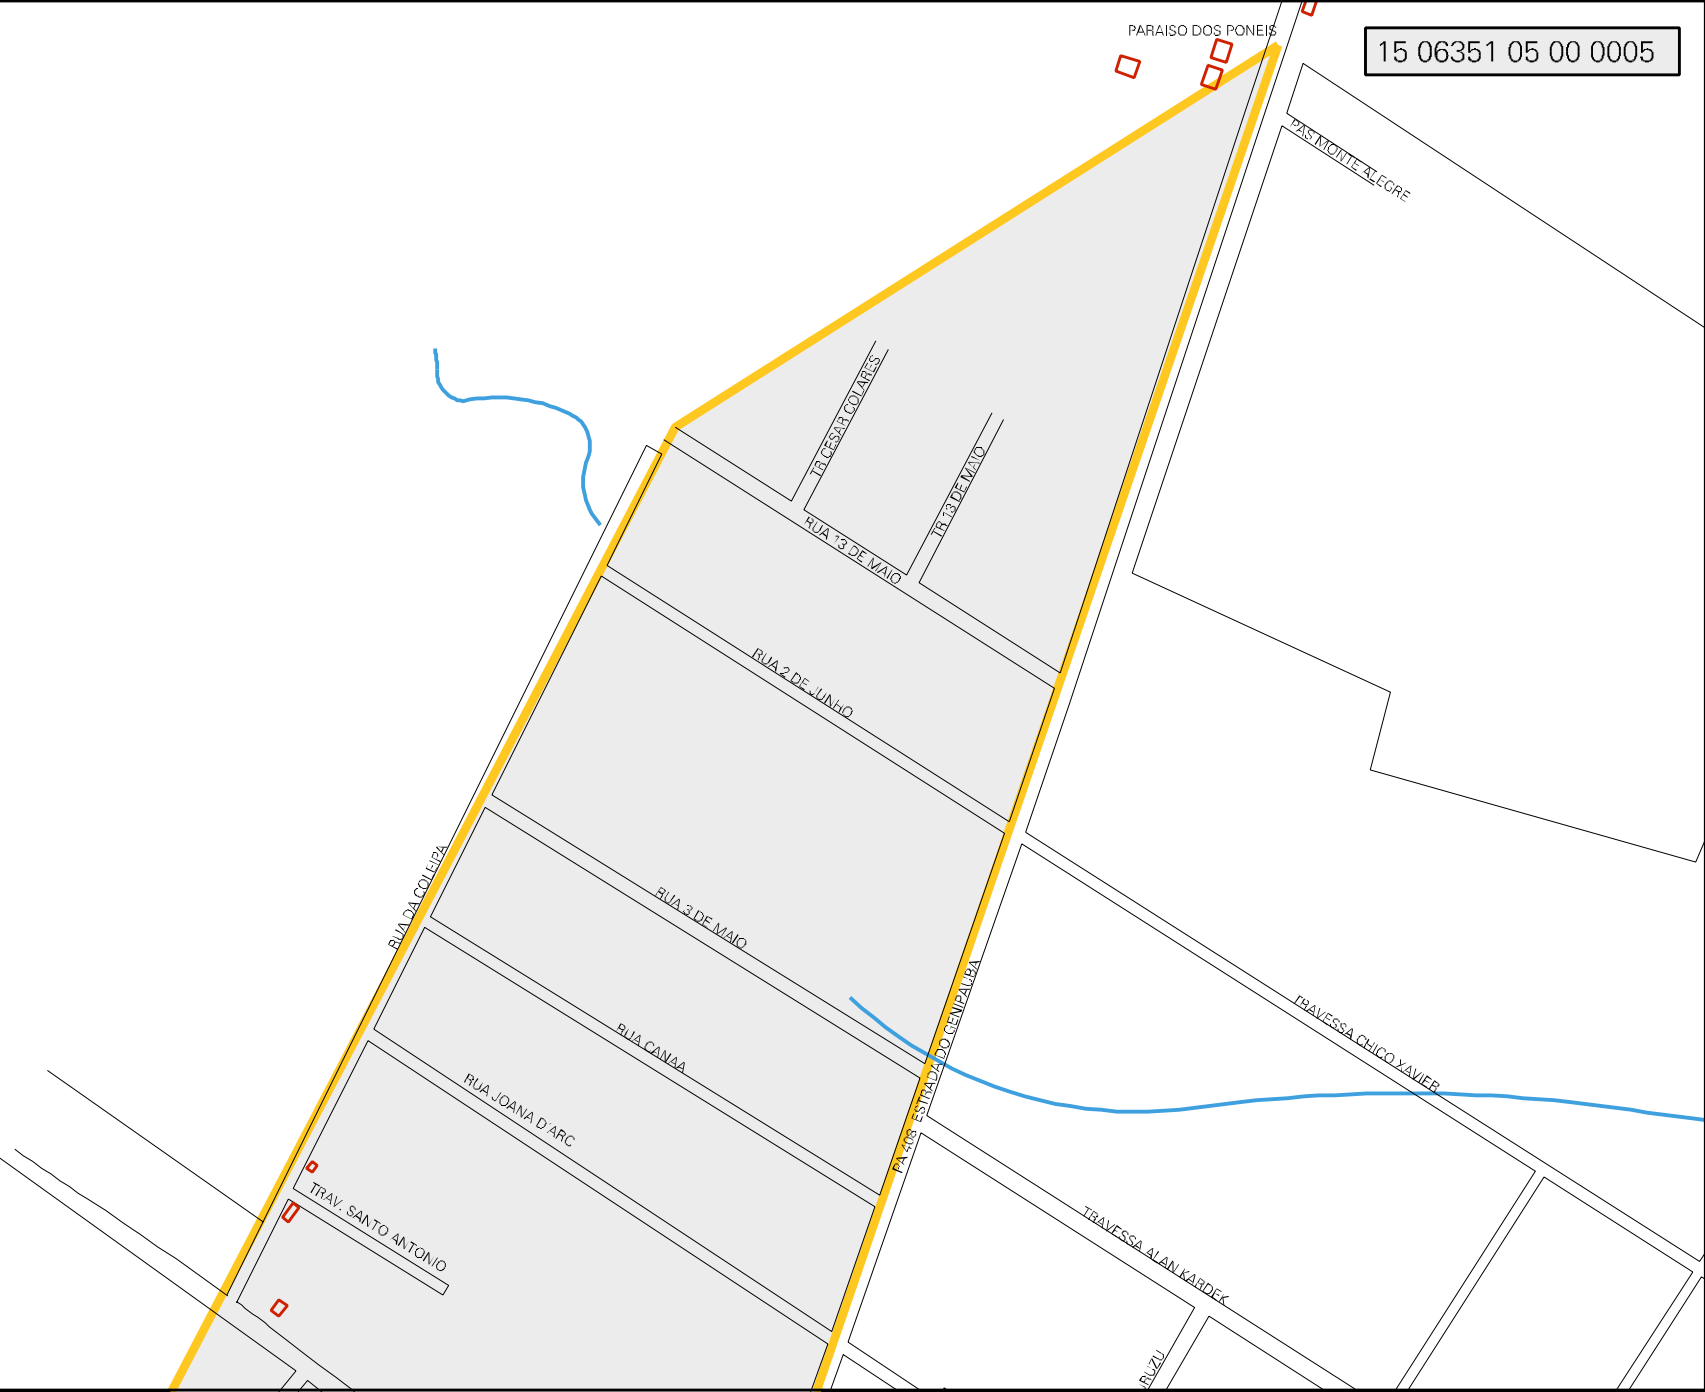 PARAISO DOS PONEIS
15 06351 05 00 0005
PAS MONTE ALEGRE
TR CESAR COLARES
TR 13 DE MAIO
RUA 13 DE MAIO
RUA 2 DE JUNHO
RUA DA COLEIPA
RUA 3 DE MAIO
PA 408 ESTRADA DO GENIPAUBA
TRAVESSA CHICO XAVIER
RUA CANAA
RUA JOANA D'ARC
TRAV. SANTO ANTONIO
TRAVESSA ALAN KARDEK